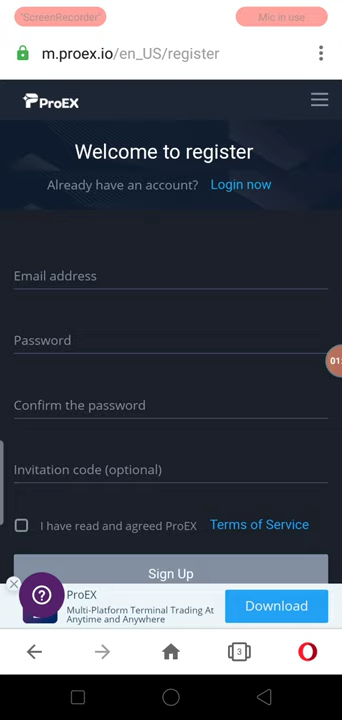 "ScreenRecorder"
Mic in use
m.proex.io/en_US/register
ProEX
Welcome to register
Already have an account? Login now
Email address
Password
01:
Confirm the password
Invitation code (optional)
I have read and agreed ProEX Terms of Service
Sign Up
ProEX
Multi-Platform Terminal Trading At
Anytime and Anywhere
Download
3